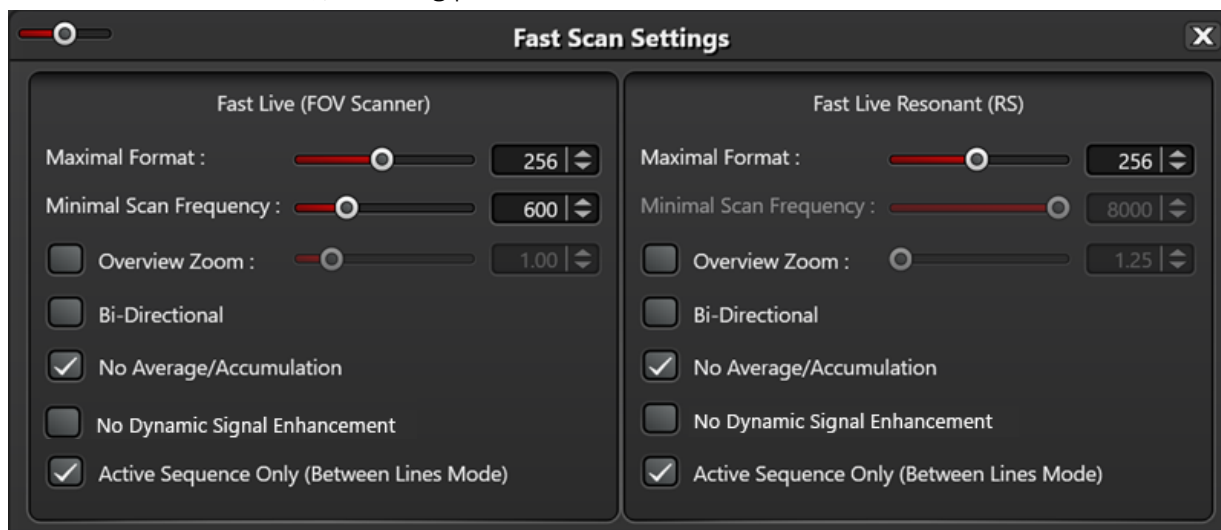 Fast Scan Settings
X
Fast Live (FOV Scanner)
Maximal Format : 256
Minimal Scan Frequency : 600
Overview Zoom : 1.00
Bi-Directional
No Average/Accumulation
No Dynamic Signal Enhancement
Active Sequence Only (Between Lines Mode)
Fast Live Resonant (RS)
Maximal Format : 256
Minimal Scan Frequency : 8000
Overview Zoom : 1.25
Bi-Directional
No Average/Accumulation
No Dynamic Signal Enhancement
Active Sequence Only (Between Lines Mode)